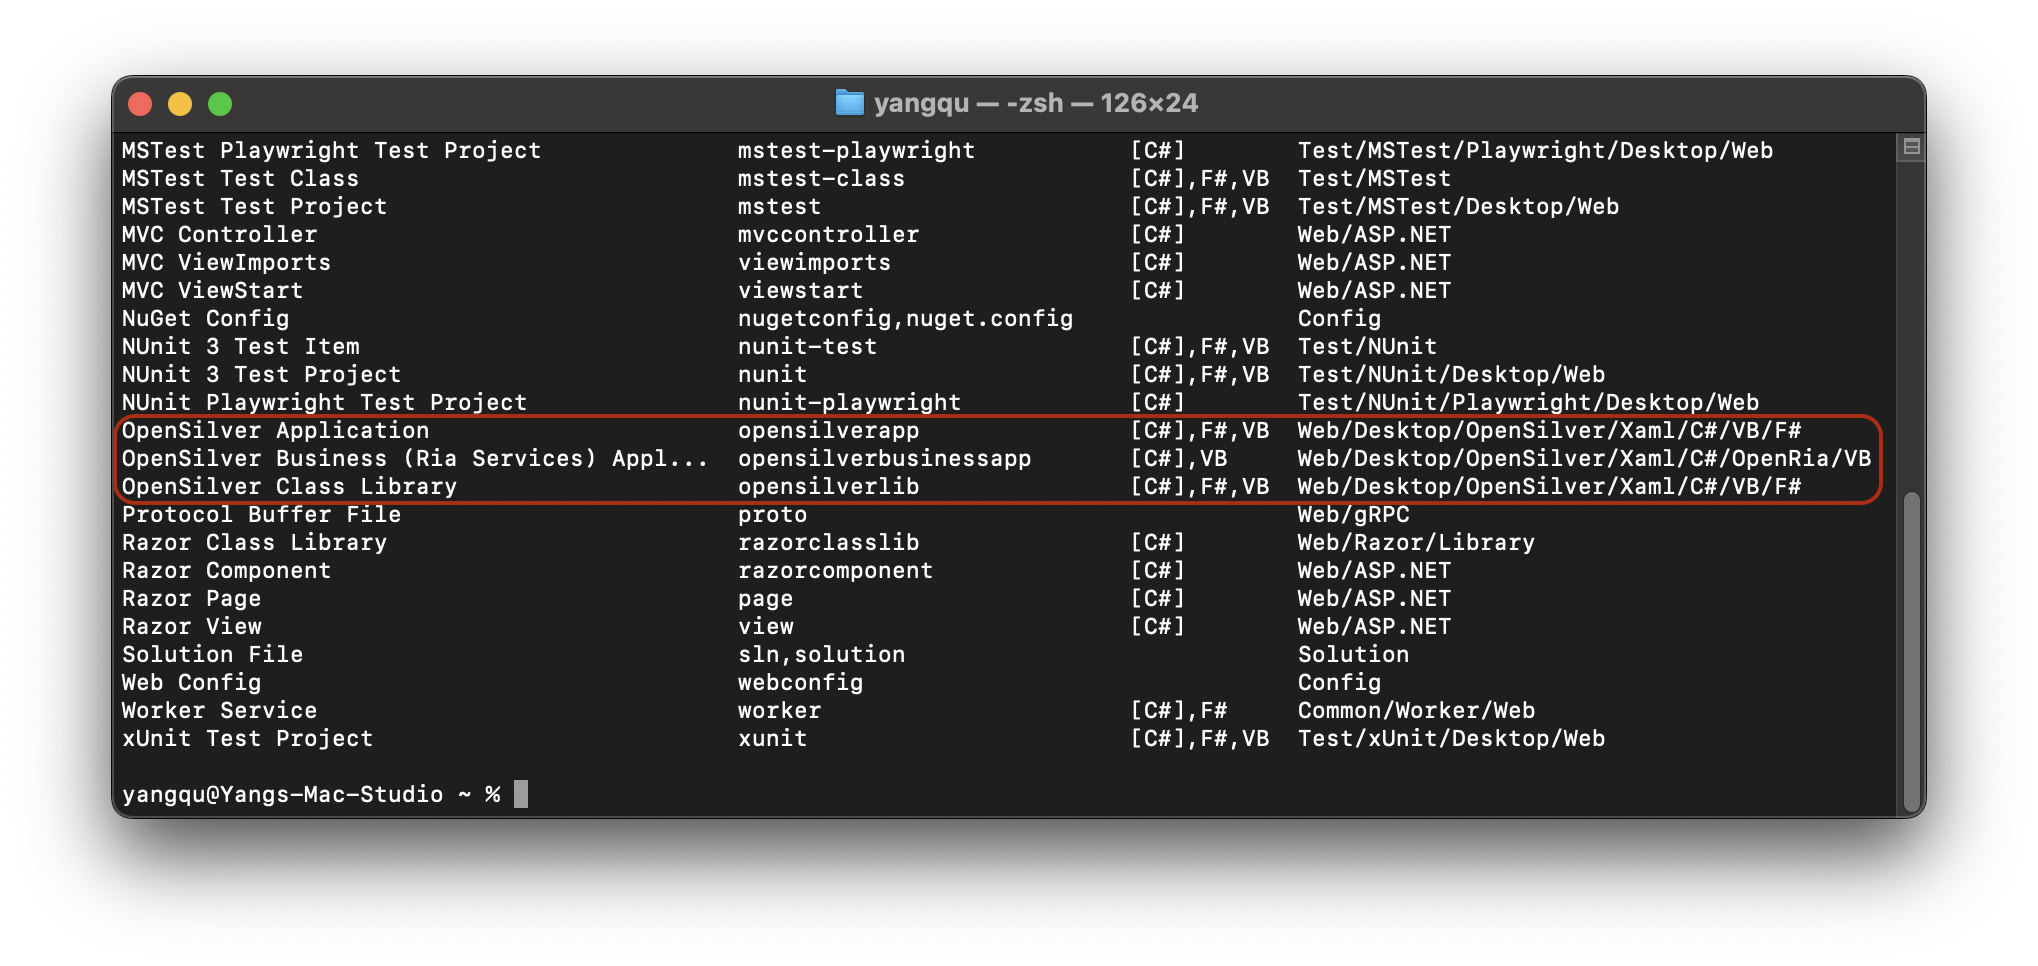 yangqu — -zsh — 126×24
MSTest Playwright Test Project mstest-playwright [C#] Test/MSTest/Playwright/Desktop/Web
MSTest Test Class mstest-class [C#],F#,VB Test/MSTest
MSTest Test Project mstest [C#],F#,VB Test/MSTest/Desktop/Web
MVC Controller mvccontroller [C#] Web/ASP.NET
MVC ViewImports viewimports [C#] Web/ASP.NET
MVC ViewStart viewstart [C#] Web/ASP.NET
NuGet Config nugetconfig,nuget.config Config
NUnit 3 Test Item nunit-test [C#],F#,VB Test/NUnit
NUnit 3 Test Project nunit [C#],F#,VB Test/NUnit/Desktop/Web
NUnit Playwright Test Project nunit-playwright [C#] Test/NUnit/Playwright/Desktop/Web
OpenSilver Application opensilverapp [C#],F#,VB Web/Desktop/OpenSilver/Xaml/C#/VB/F#
OpenSilver Business (Ria Services) Appl... opensilverbusinessapp [C#],VB Web/Desktop/OpenSilver/Xaml/C#/OpenRia/VB
OpenSilver Class Library opensilverlib [C#],F#,VB Web/Desktop/OpenSilver/Xaml/C#/VB/F#
Protocol Buffer File proto Web/gRPC
Razor Class Library razorclasslib [C#] Web/Razor/Library
Razor Component razorcomponent [C#] Web/ASP.NET
Razor Page page [C#] Web/ASP.NET
Razor View view [C#] Web/ASP.NET
Solution File sln,solution Solution
Web Config webconfig Config
Worker Service worker [C#],F# Common/Worker/Web
xUnit Test Project xunit [C#],F#,VB Test/xUnit/Desktop/Web
yangqu@Yangs-Mac-Studio ~ %